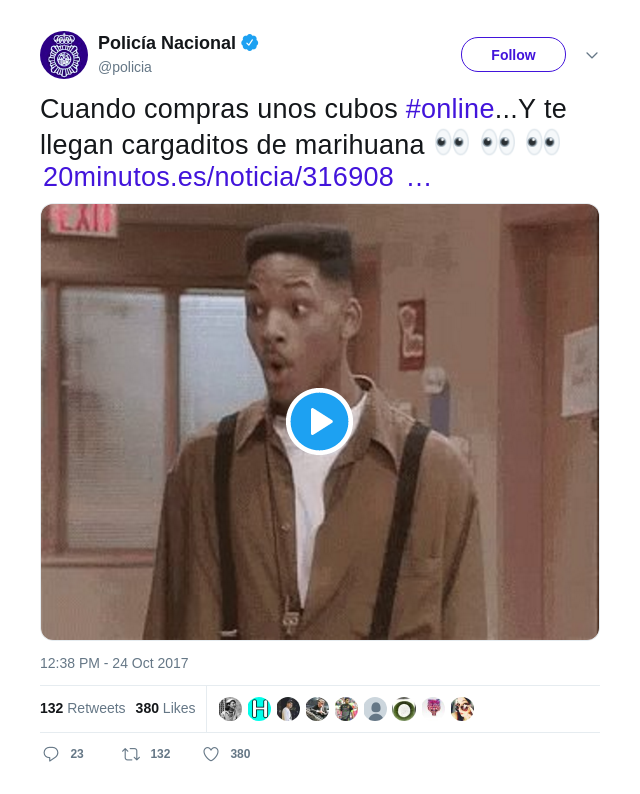 Policía Nacional
@policia
Follow
Cuando compras unos cubos #online...Y te
llegan cargaditos de marihuana 👀 👀 👀
20minutos.es/noticia/316908 …
EXIT
12:38 PM - 24 Oct 2017
132 Retweets 380 Likes
H
23 132 380